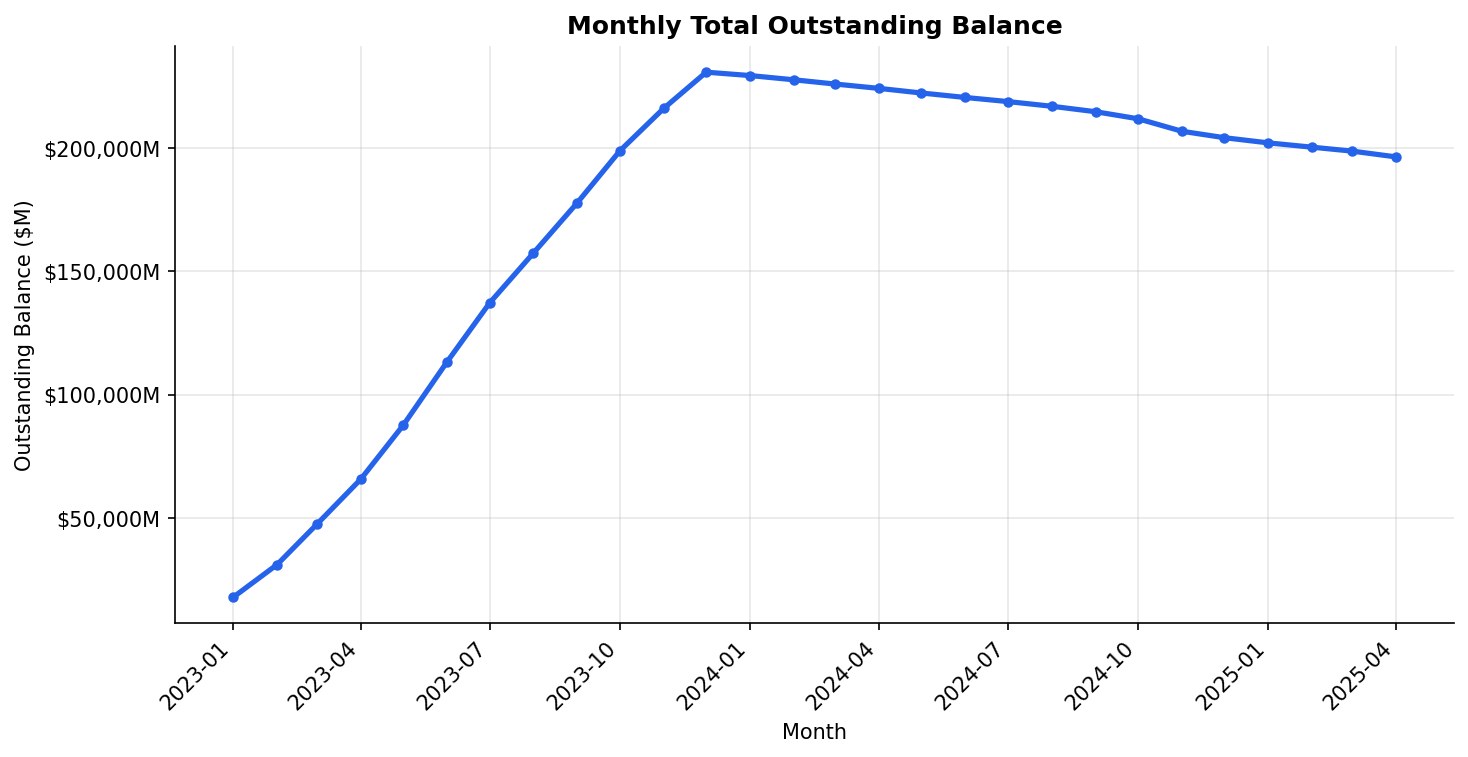 Monthly Total Outstanding Balance
Outstanding Balance ($M)
$200,000M
$150,000M
$100,000M
$50,000M
2023-01
2023-04
2023-07
2023-10
2024-01
2024-04
2024-07
2024-10
2025-01
2025-04
Month